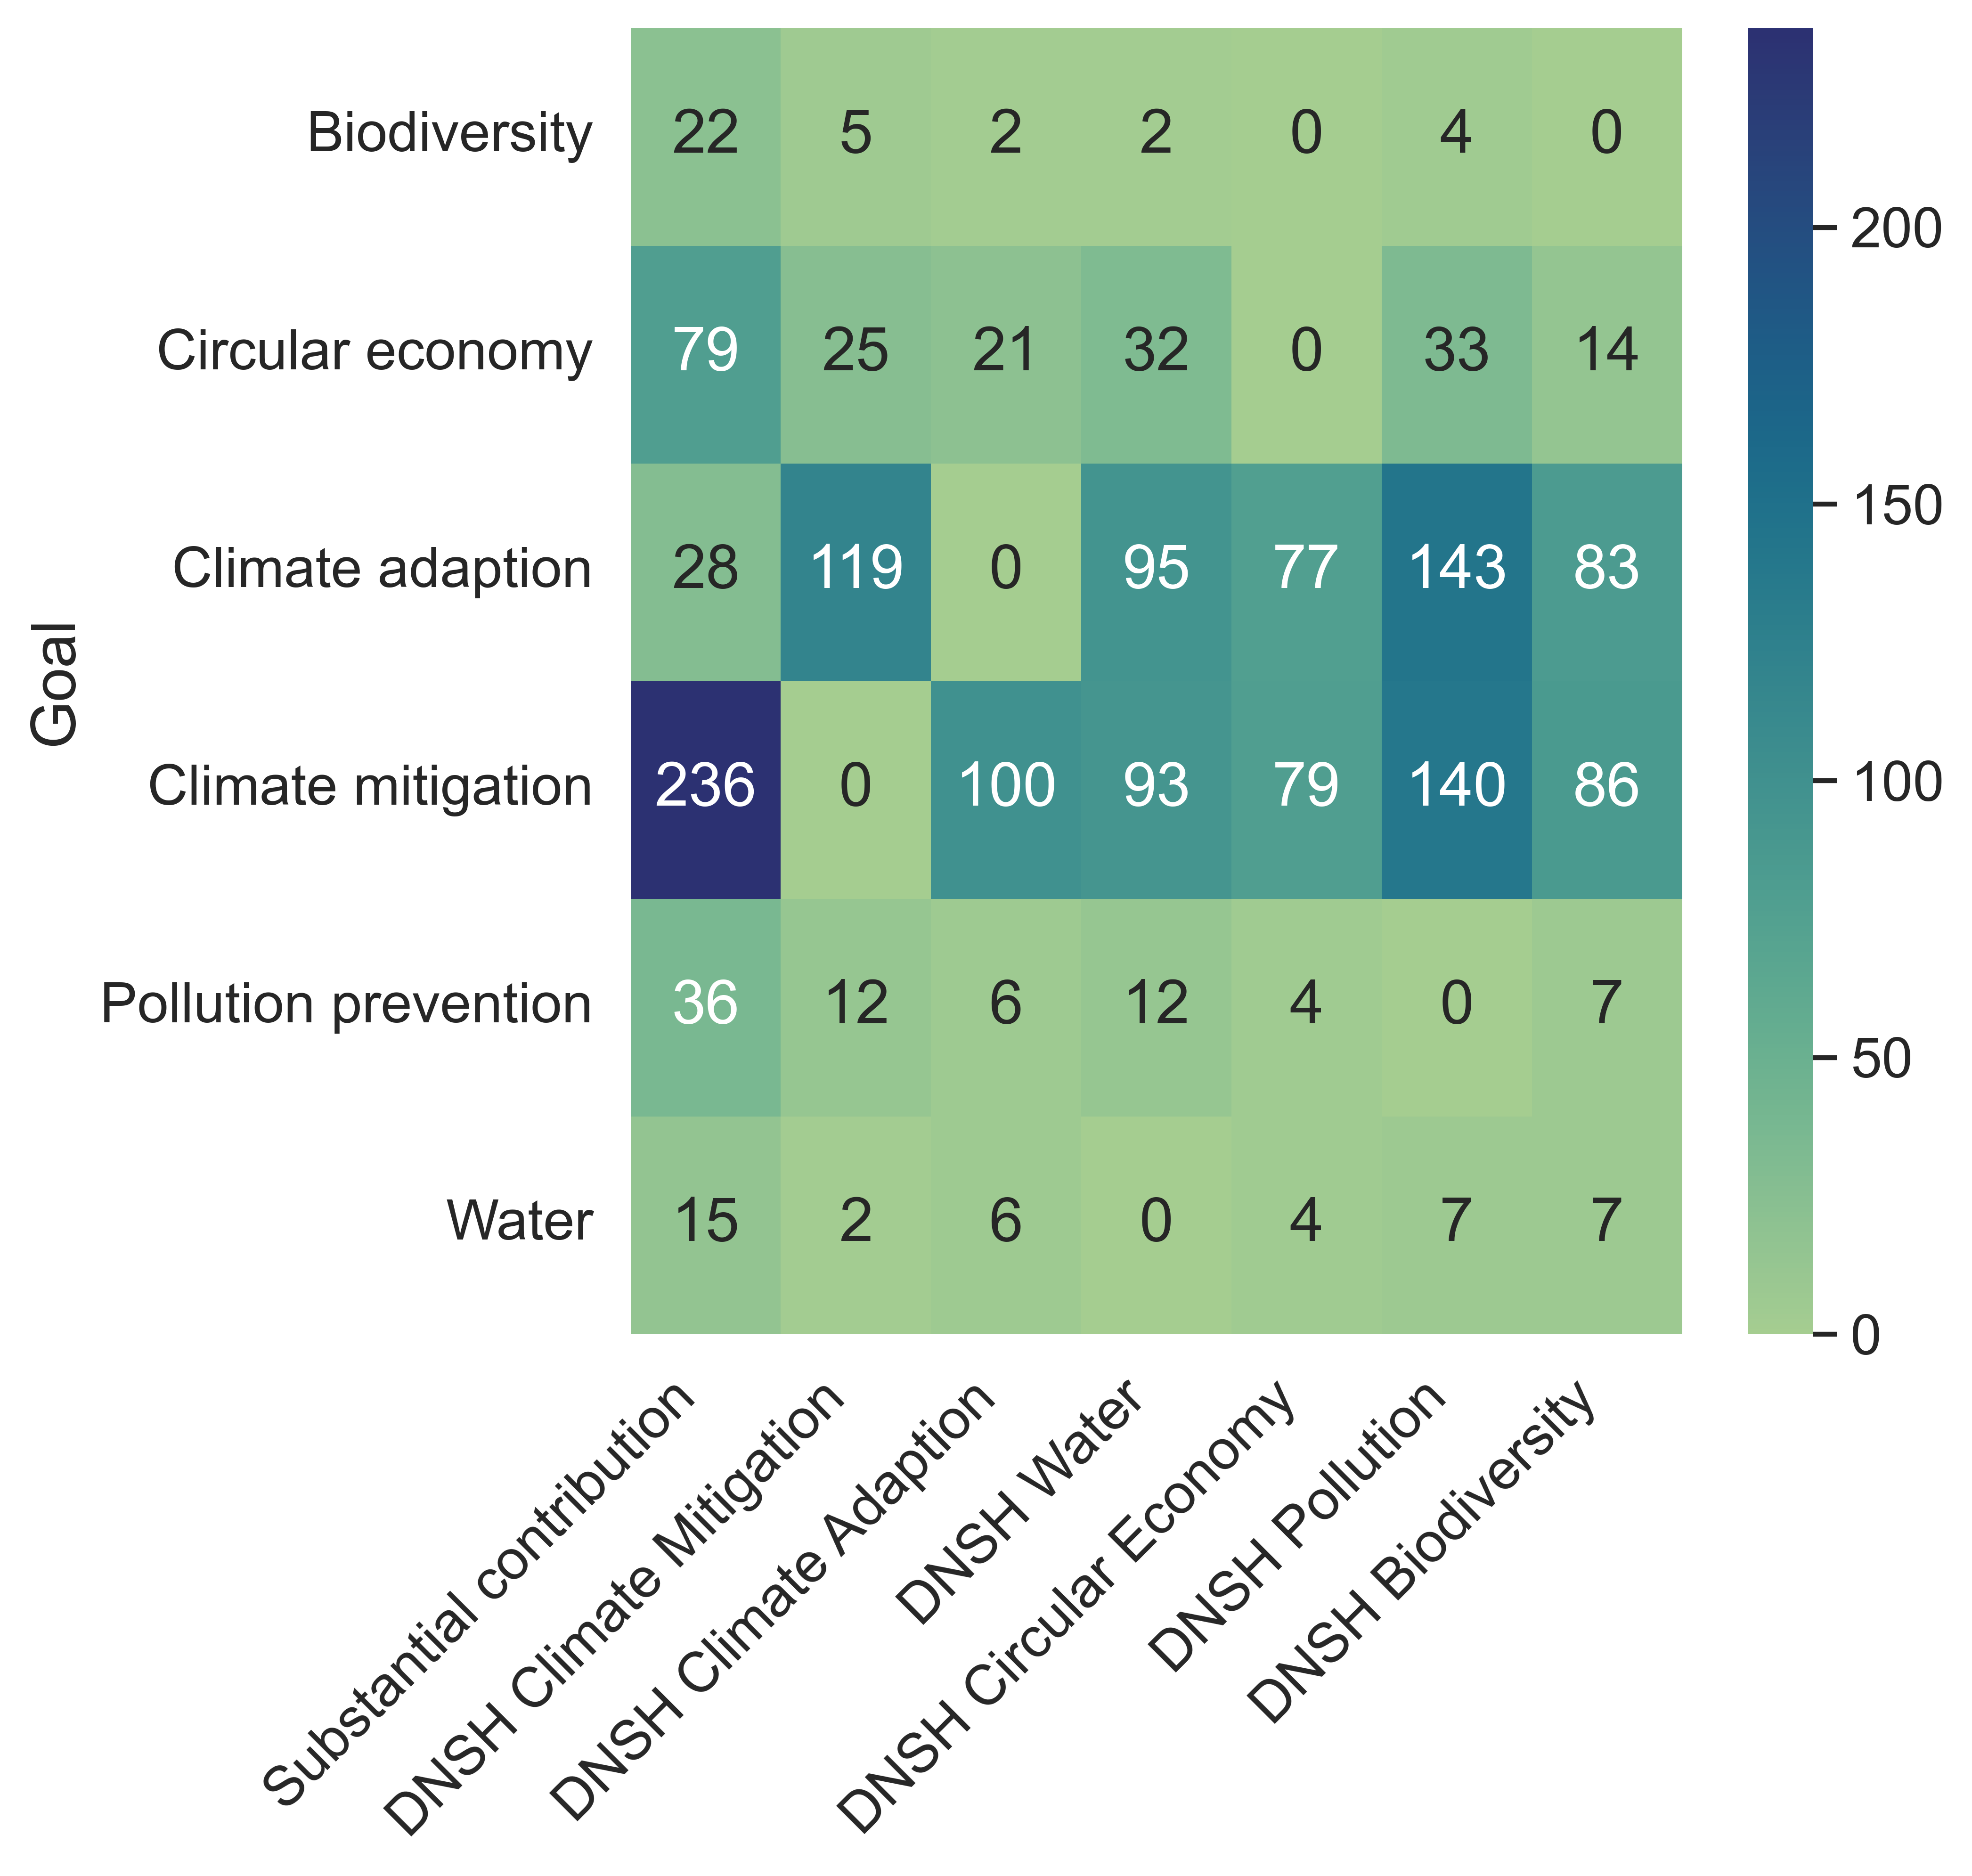 Goal
Biodiversity 22 5 2 2 0 4 0
Circular economy 79 25 21 32 0 33 14
Climate adaption 28 119 0 95 77 143 83
Climate mitigation 236 0 100 93 79 140 86
Pollution prevention 36 12 6 12 4 0 7
Water 15 2 6 0 4 7 7
Substantial contribution
DNSH Climate Mitigation
DNSH Climate Adaption
DNSH Water
DNSH Circular Economy
DNSH Pollution
DNSH Biodiversity
200
150
100
50
0